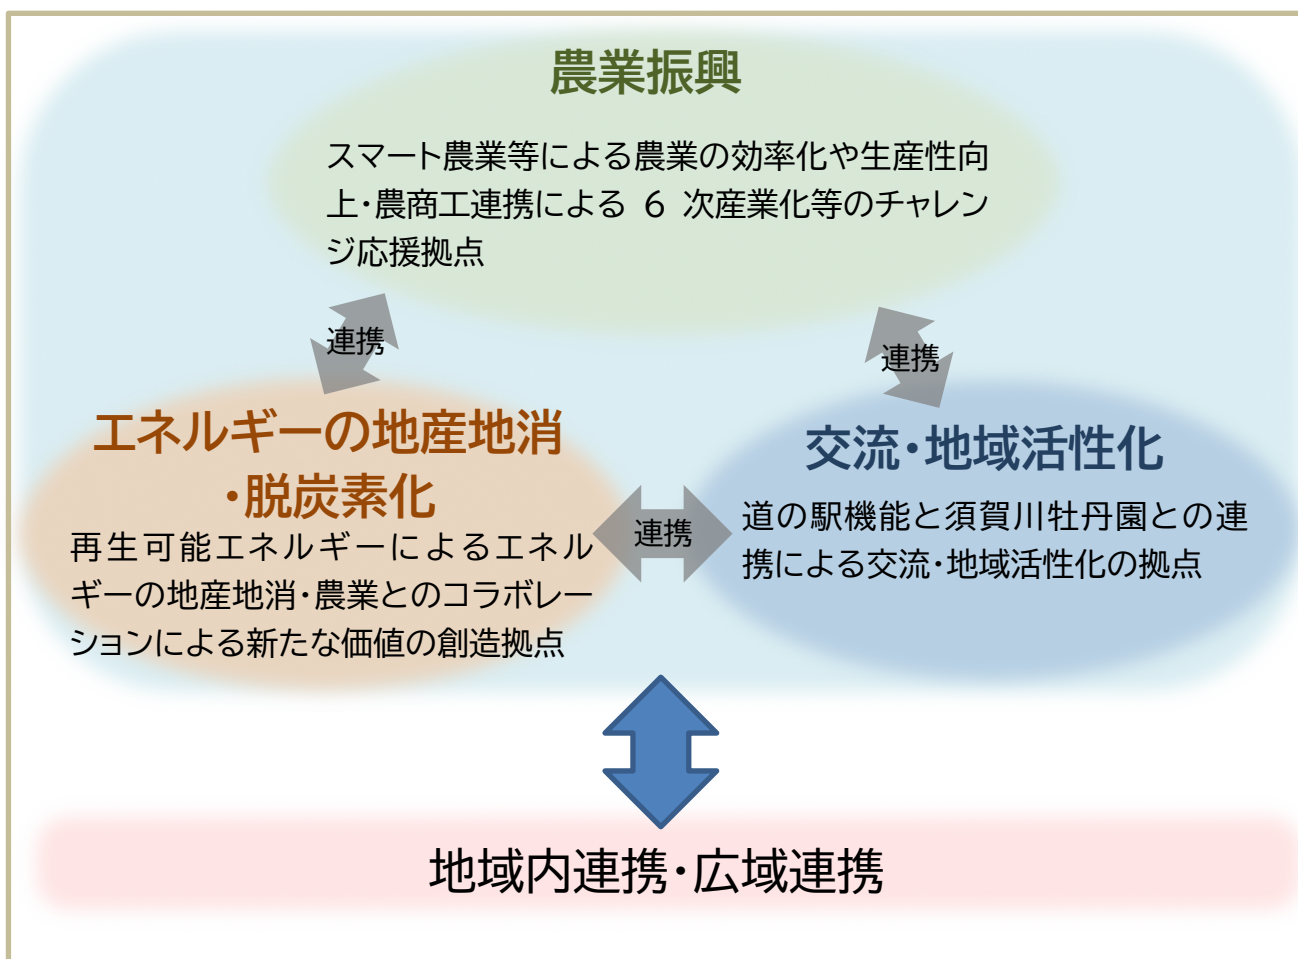 農業振興
スマート農業等による農業の効率化や生産性向
上・農商工連携による 6 次産業化等のチャレン
ジ応援拠点
連携
連携
エネルギーの地産地消
・脱炭素化
再生可能エネルギーによるエネル
ギーの地産地消・農業とのコラボレー
ションによる新たな価値の創造拠点
連携
交流・地域活性化
道の駅機能と須賀川牡丹園との連
携による交流・地域活性化の拠点
地域内連携・広域連携